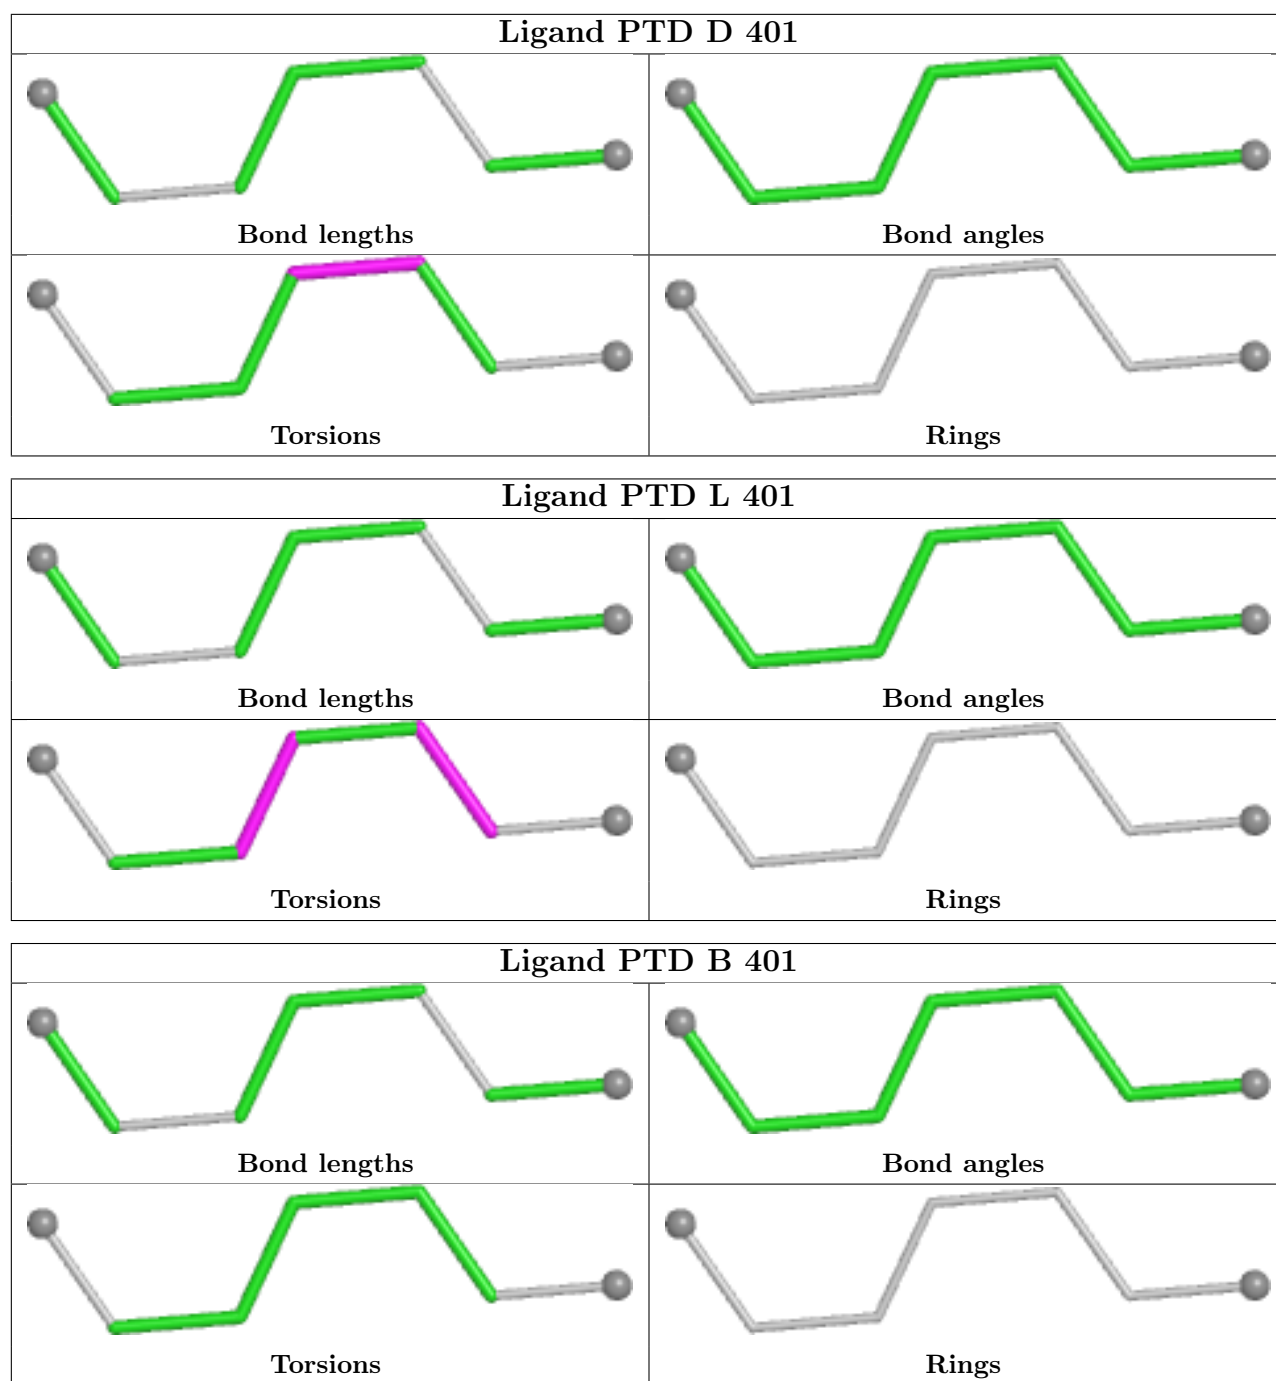 Ligand PTD D 401
Bond lengths
Bond angles
Torsions
Rings
Ligand PTD L 401
Bond lengths
Bond angles
Torsions
Rings
Ligand PTD B 401
Bond lengths
Bond angles
Torsions
Rings